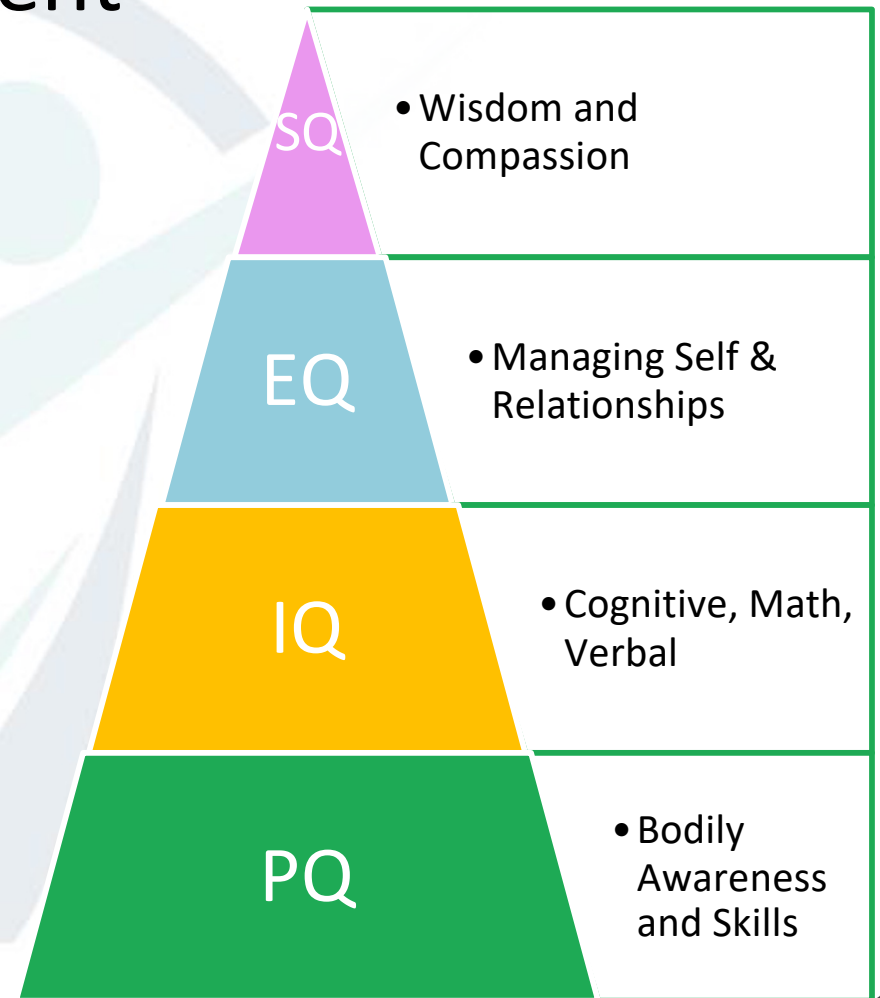 SQ
• Wisdom and
Compassion
EQ
• Managing Self &
Relationships
IQ
• Cognitive, Math,
Verbal
PQ
• Bodily
Awareness
and Skills